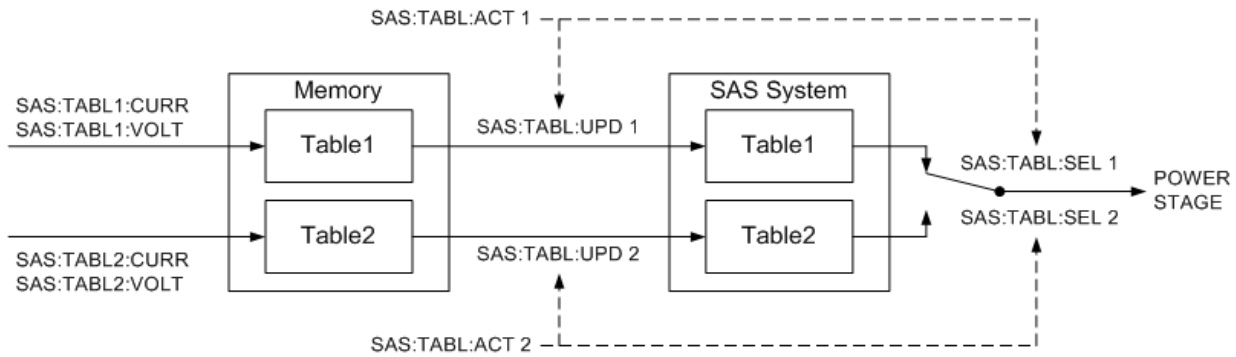 SAS:TABL:ACT 1
Memory
SAS System
SAS:TABL1:CURR
SAS:TABL1:VOLT
Table1
SAS:TABL:UPD 1
Table1
SAS:TABL:SEL 1
POWER
STAGE
SAS:TABL:SEL 2
Table2
SAS:TABL:UPD 2
Table2
SAS:TABL2:CURR
SAS:TABL2:VOLT
SAS:TABL:ACT 2